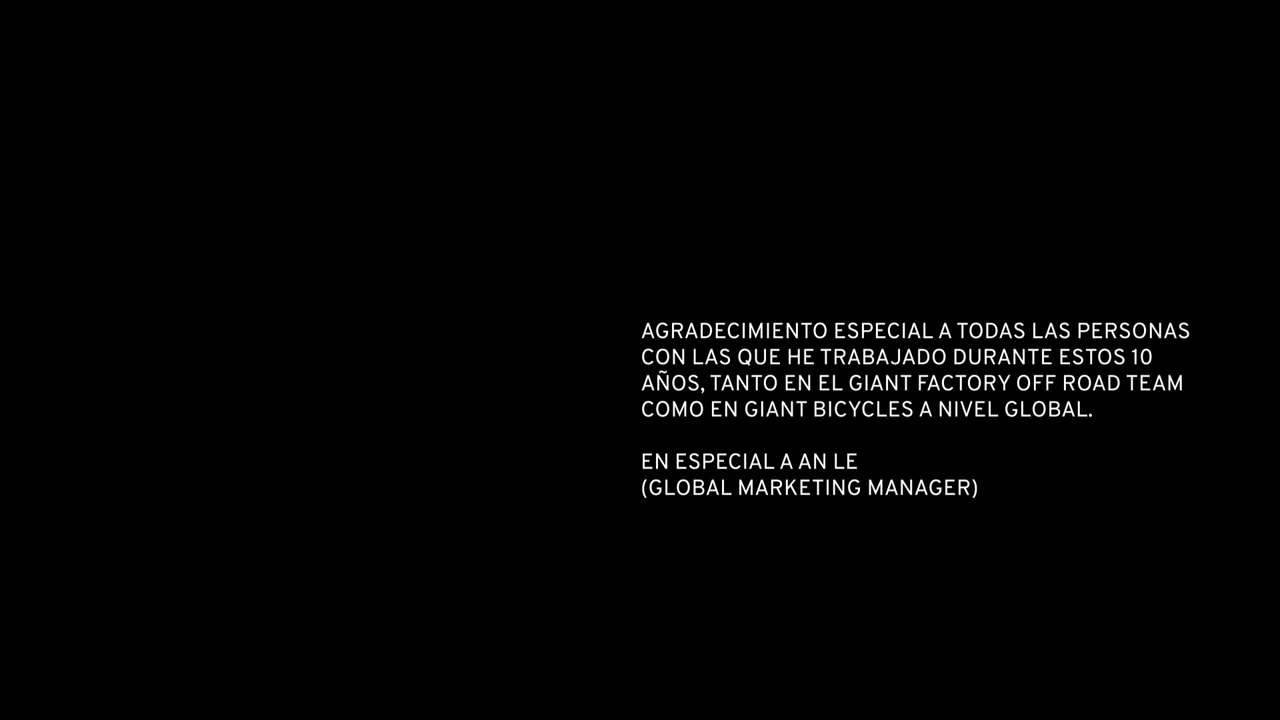 AGRADECIMIENTO ESPECIAL A TODAS LAS PERSONAS
CON LAS QUE HE TRABAJADO DURANTE ESTOS 10
AÑOS, TANTO EN EL GIANT FACTORY OFF ROAD TEAM
COMO EN GIANT BICYCLES A NIVEL GLOBAL.
EN ESPECIAL A AN LE
(GLOBAL MARKETING MANAGER)